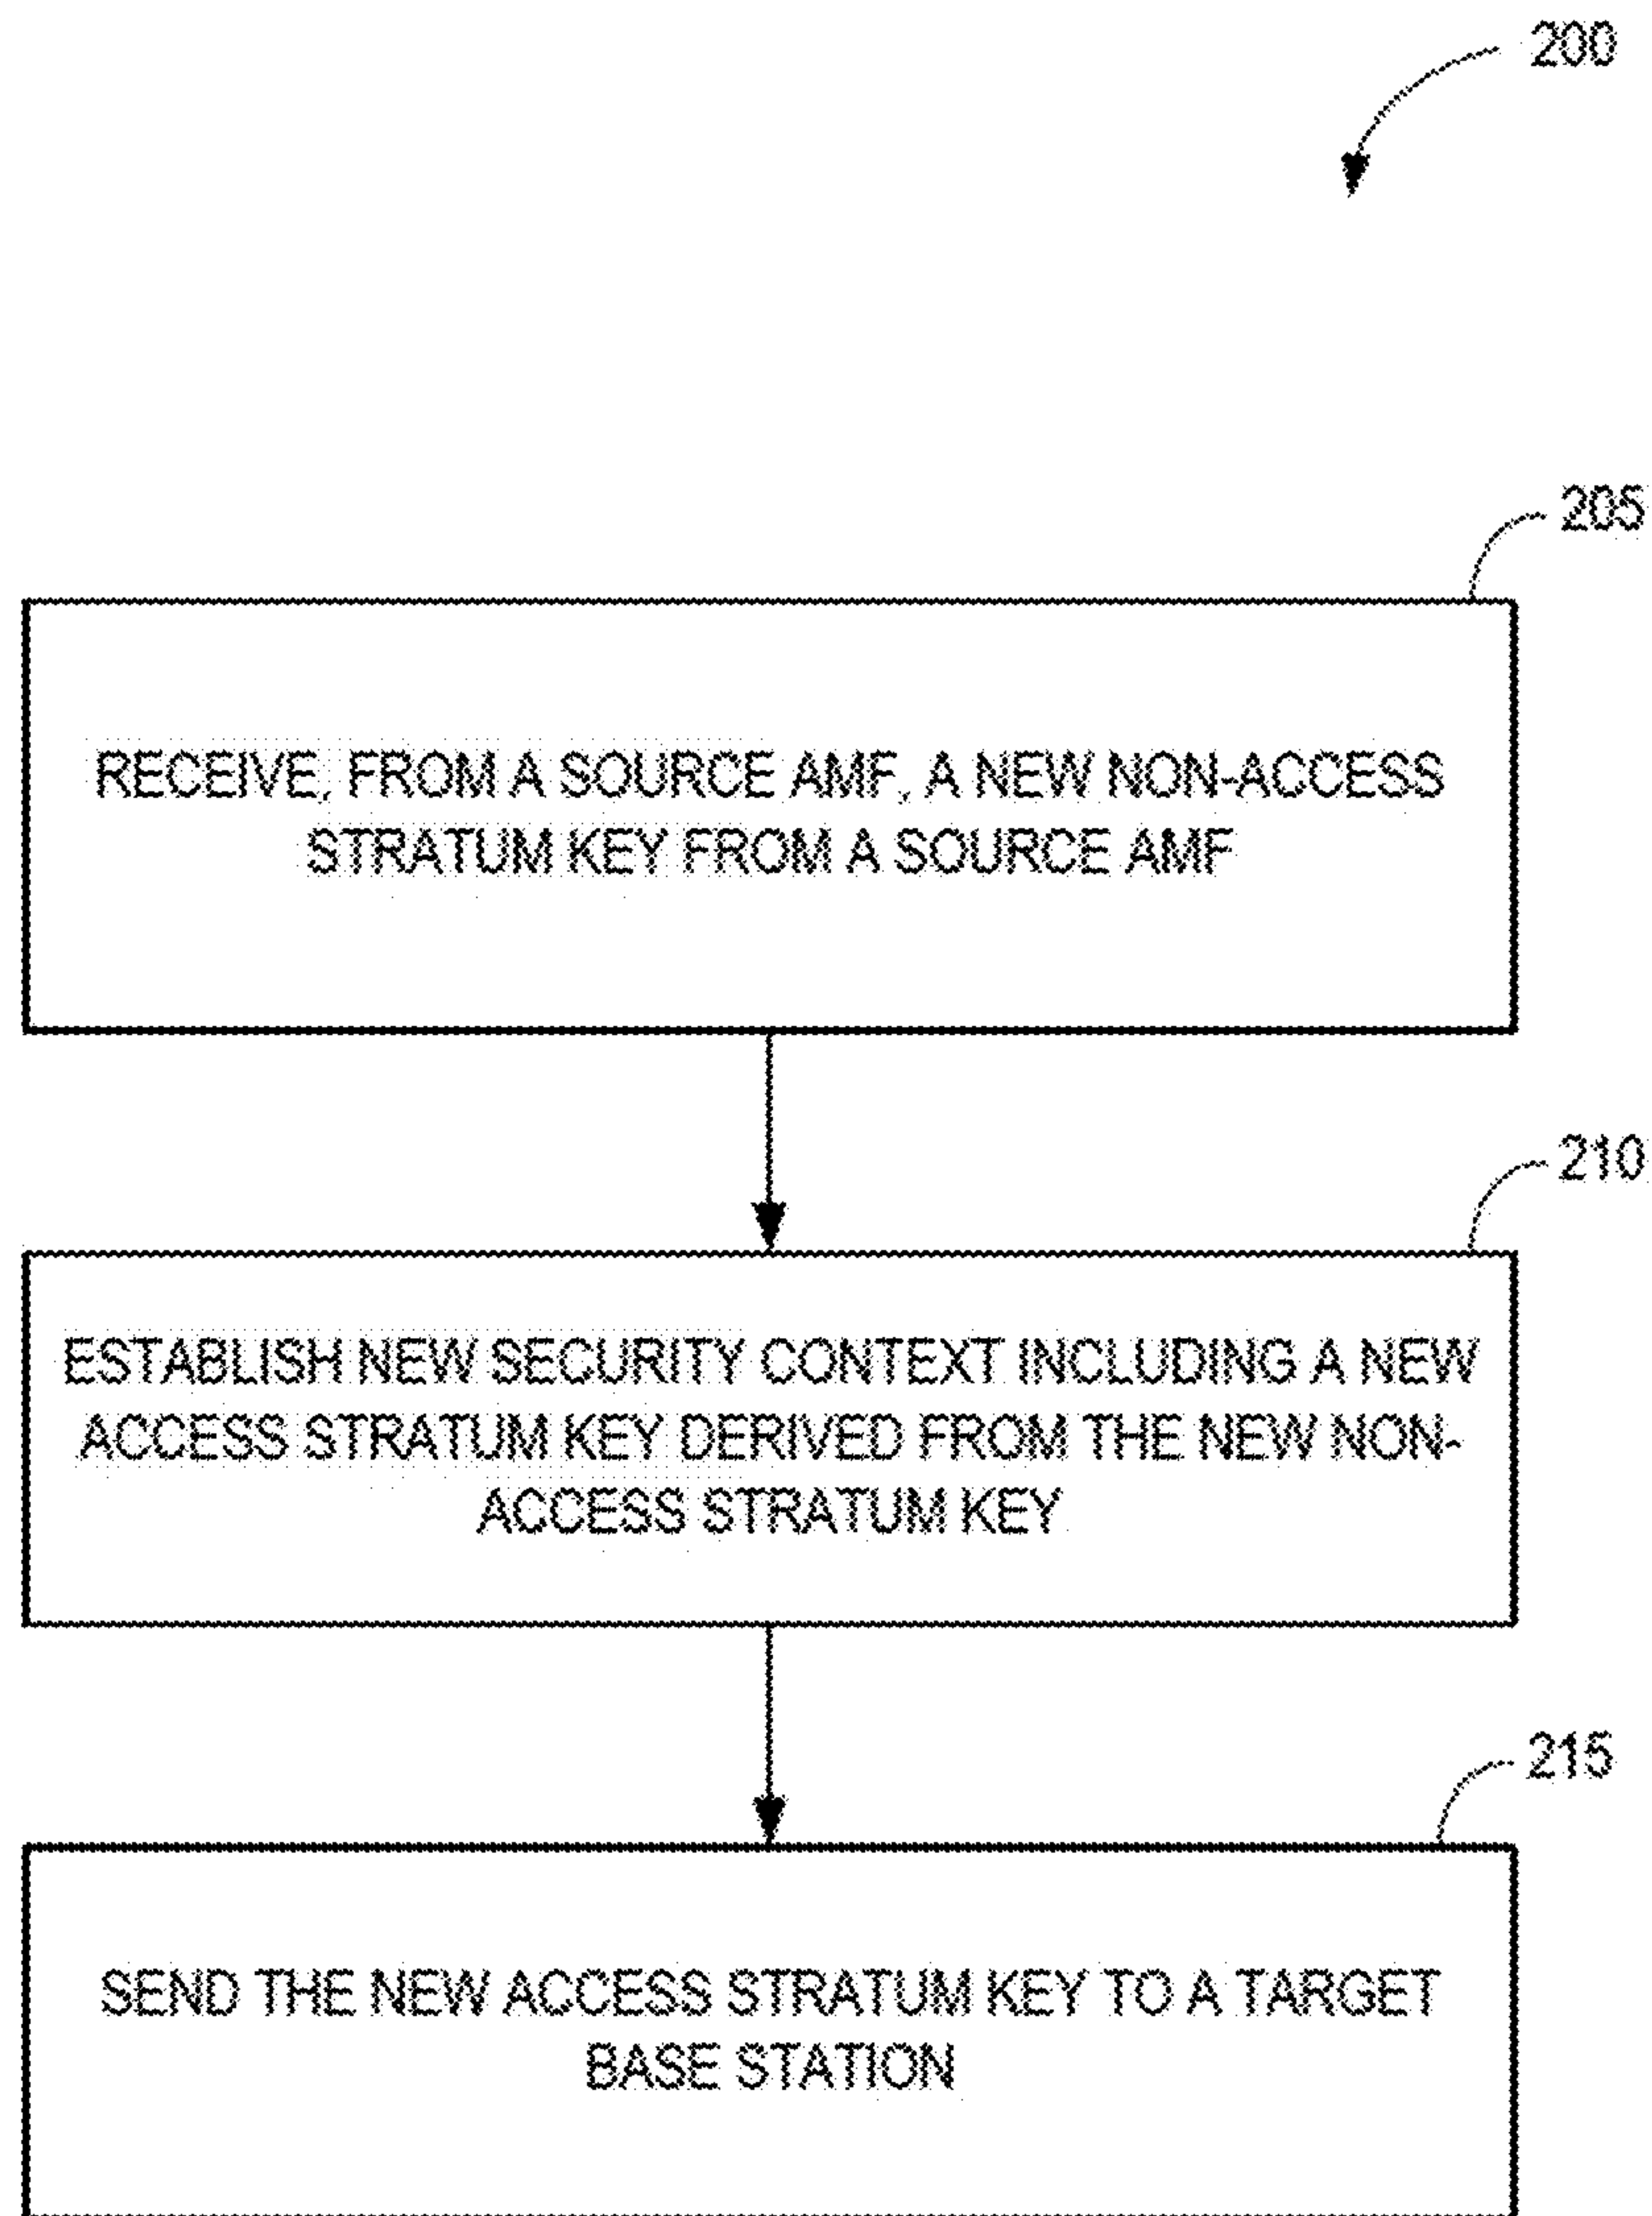 200
205
RECEIVE, FROM A SOURCE AMF, A NEW NON-ACCESS
STRATUM KEY FROM A SOURCE AMF
210
ESTABLISH NEW SECURITY CONTEXT INCLUDING A NEW
ACCESS STRATUM KEY DERIVED FROM THE NEW NON-
ACCESS STRATUM KEY
215
SEND THE NEW ACCESS STRATUM KEY TO A TARGET
BASE STATION